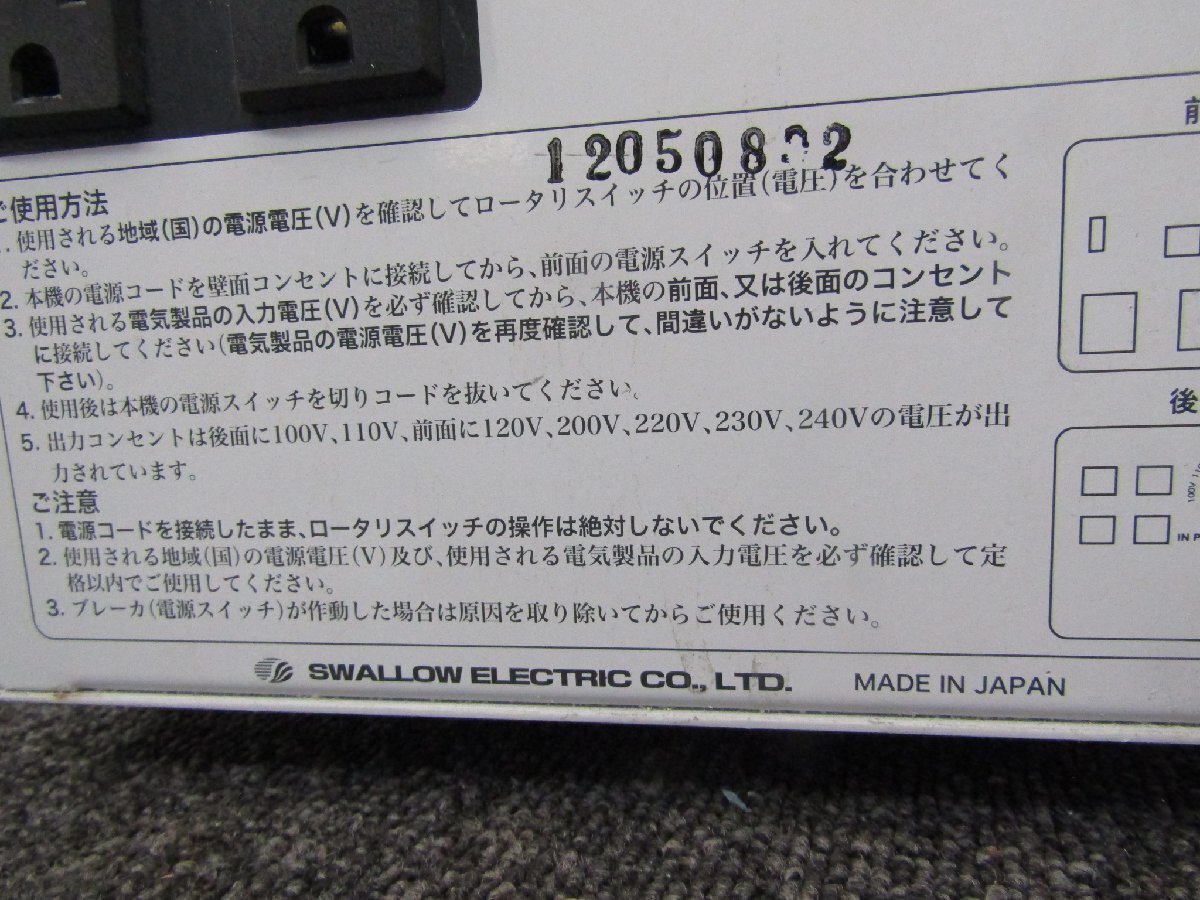 12050832
ご使用方法
1. 使用される地域(国)の電源電圧(V)を確認してロータリスイッチの位置(電圧)を合わせてく
ださい。
2. 本機の電源コードを壁面コンセントに接続してから、前面の電源スイッチを入れてください。
3. 使用される電気製品の入力電圧(V)を必ず確認してから、本機の前面、又は後面のコンセント
に接続してください(電気製品の電源電圧(V)を再度確認して、間違いがないように注意して
下さい)。
4. 使用後は本機の電源スイッチを切りコードを抜いてください。
5. 出力コンセントは後面に100V、110V、前面に120V、200V、220V、230V、240Vの電圧が出
力されています。
ご注意
1. 電源コードを接続したまま、ロータリスイッチの操作は絶対しないでください。
2. 使用される地域(国)の電源電圧(V)及び、使用される電気製品の入力電圧を必ず確認して定
格以内でご使用してください。
3. ブレーカ(電源スイッチ)が作動した場合は原因を取り除いてからご使用ください。
SWALLOW ELECTRIC CO., LTD.
MADE IN JAPAN
前
後
100V
IN P